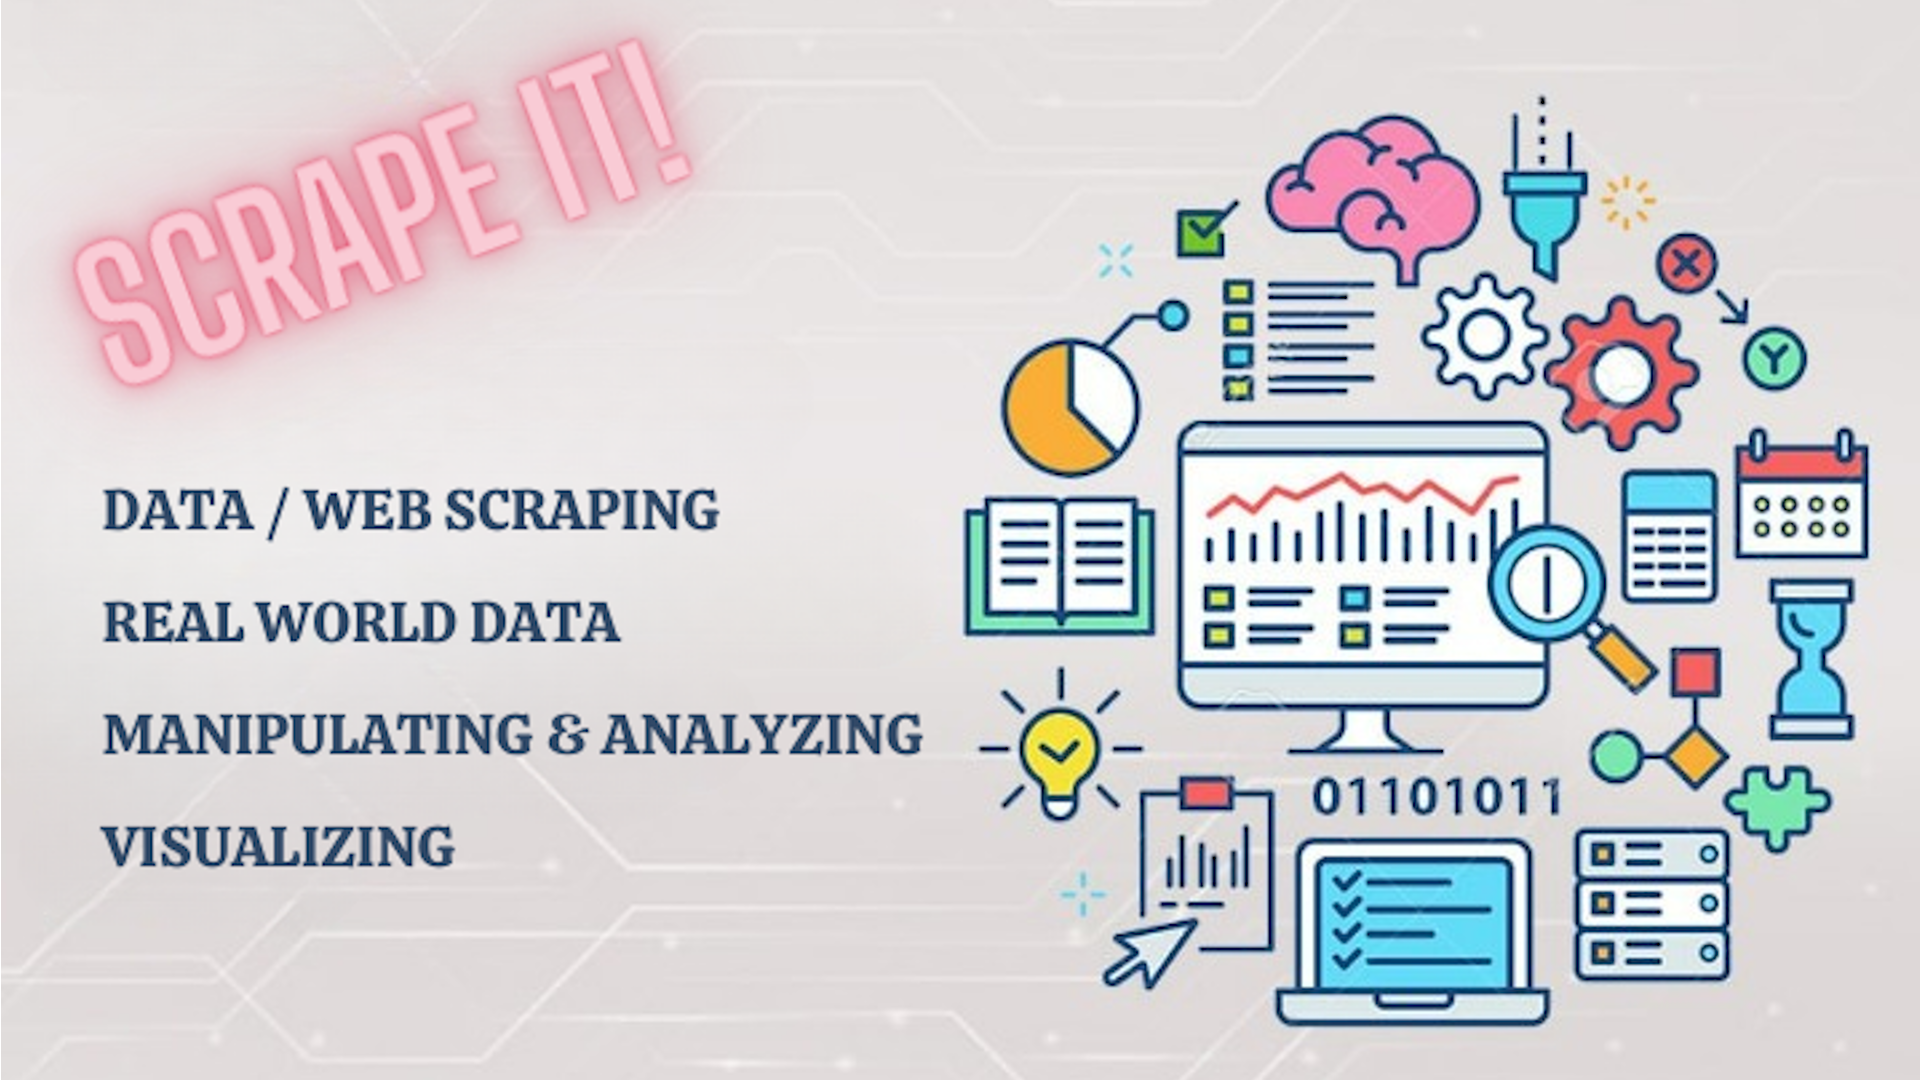 SCRAPE IT!
DATA / WEB SCRAPING
REAL WORLD DATA
MANIPULATING & ANALYZING
VISUALIZING
X
Y
01101011